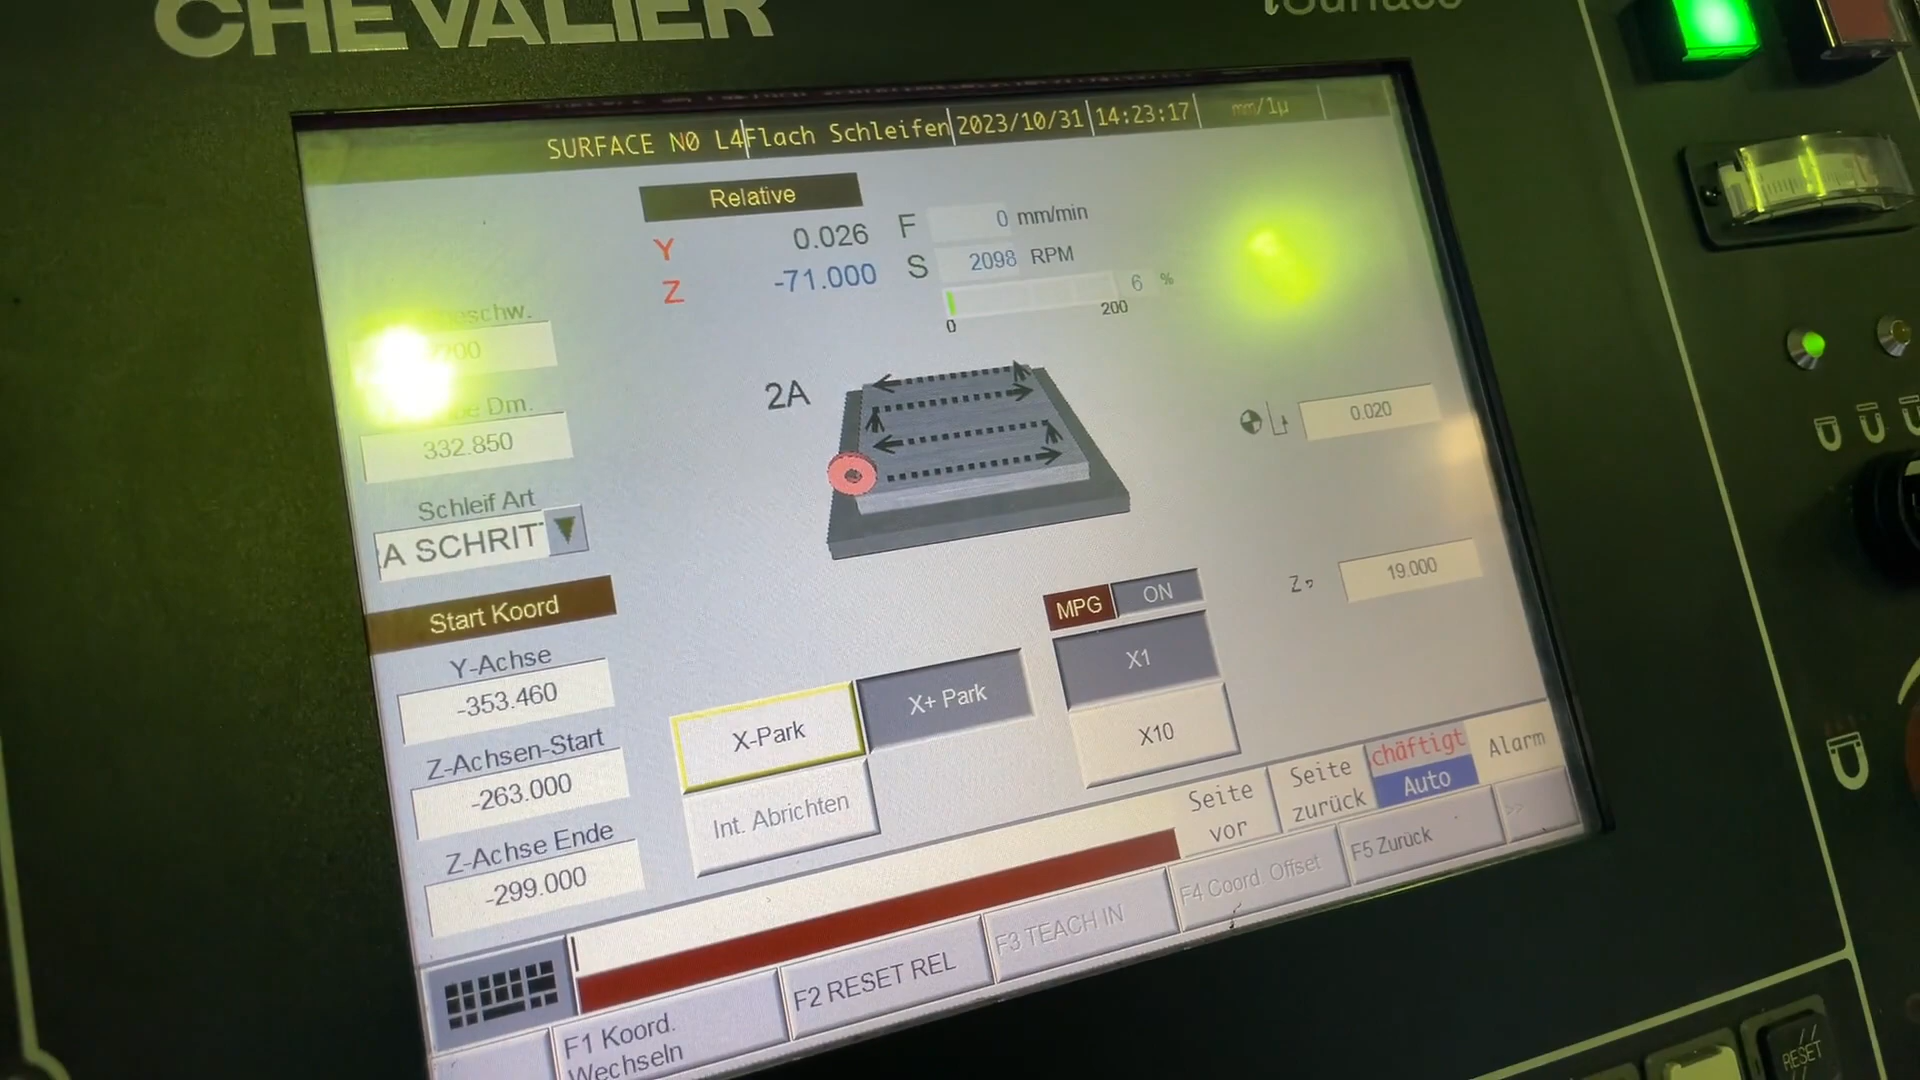 CHEVALIER
iSurface
SURFACE N0 L4 Flach Schleifen 2023/10/31 14:23:17 mm/1µ
Relative
Y 0.026 F 0 mm/min
Z -71.000 S 2098 RPM
6 %
0 200
332.850
Dm.
Schleif Art
A SCHRIT
Start Koord
Y-Achse
-353.460
Z-Achsen-Start
-263.000
Z-Achse Ende
-299.000
2A
0.020
19.000
MPG ON
X1
X10
X-Park
X+ Park
Int. Abrichten
Seite vor
Seite zurück
chäftigt
Auto
Alarm
F1 Koord. Wechseln
F2 RESET REL
F3 TEACH IN
F4 Coord. Offset
F5 Zurück
>>
RESET